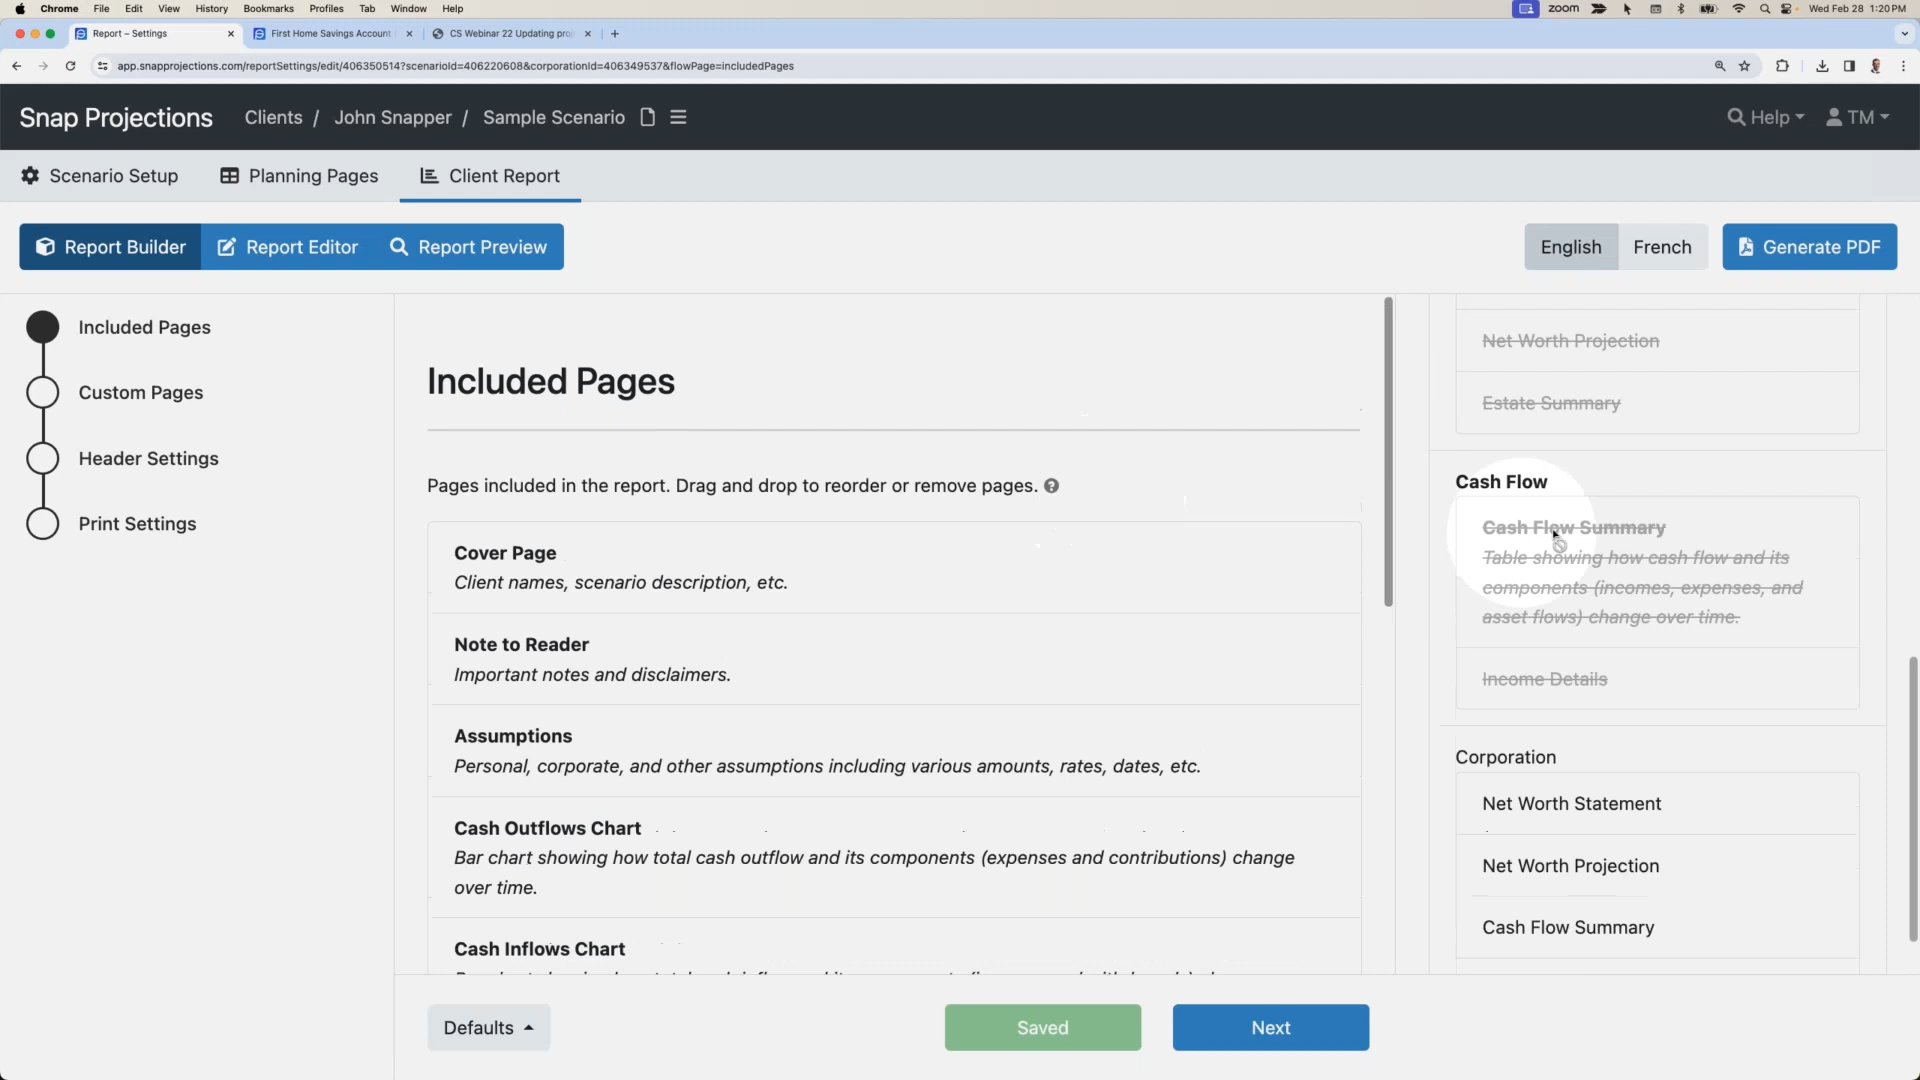 Chrome File Edit View History Bookmarks Profiles Tab Window Help
zoom Wed Feb 28 1:20 PM
Report – Settings
First Home Savings Account
CS Webinar 22 Updating pro
app.snapprojections.com/reportSettings/edit/406350514?scenarioId=406220608&corporationId=406349537&flowPage=includedPages
Snap Projections Clients / John Snapper / Sample Scenario
Help TM
Scenario Setup Planning Pages Client Report
Report Builder Report Editor Report Preview
English French Generate PDF
Included Pages
Custom Pages
Header Settings
Print Settings
Included Pages
Pages included in the report. Drag and drop to reorder or remove pages.
Cover Page
Client names, scenario description, etc.
Note to Reader
Important notes and disclaimers.
Assumptions
Personal, corporate, and other assumptions including various amounts, rates, dates, etc.
Cash Outflows Chart
Bar chart showing how total cash outflow and its components (expenses and contributions) change
over time.
Cash Inflows Chart
Defaults Saved Next
Net Worth Projection
Estate Summary
Cash Flow
Cash Flow Summary
Table showing how cash flow and its
components (incomes, expenses, and
asset flows) change over time.
Income Details
Corporation
Net Worth Statement
Net Worth Projection
Cash Flow Summary